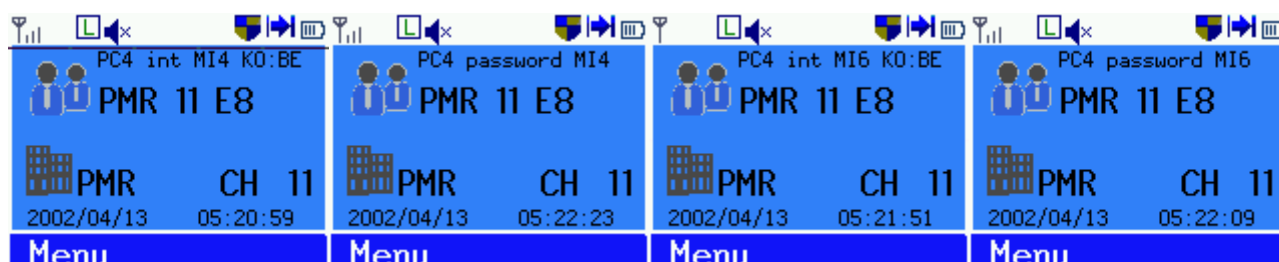 L
PC4 int MI4 K0:BE
PMR 11 E8
PMR CH 11
2002/04/13 05:20:59
Menu
L
PC4 password MI4
PMR 11 E8
PMR CH 11
2002/04/13 05:22:23
Menu
L
PC4 int MI6 K0:BE
PMR 11 E8
PMR CH 11
2002/04/13 05:21:51
Menu
L
PC4 password MI6
PMR 11 E8
PMR CH 11
2002/04/13 05:22:09
Menu